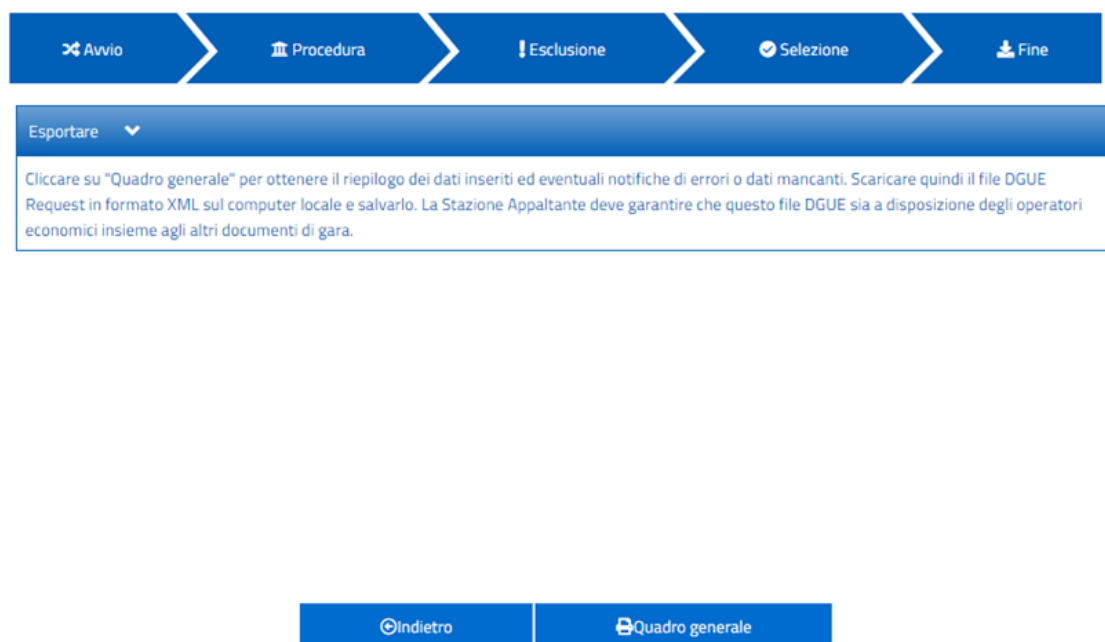 Avvio Procedura Esclusione Selezione Fine
Esportare
Cliccare su "Quadro generale" per ottenere il riepilogo dei dati inseriti ed eventuali notifiche di errori o dati mancanti. Scaricare quindi il file DGUE
Request in formato XML sul computer locale e salvarlo. La Stazione Appaltante deve garantire che questo file DGUE sia a disposizione degli operatori
economici insieme agli altri documenti di gara.
Indietro Quadro generale